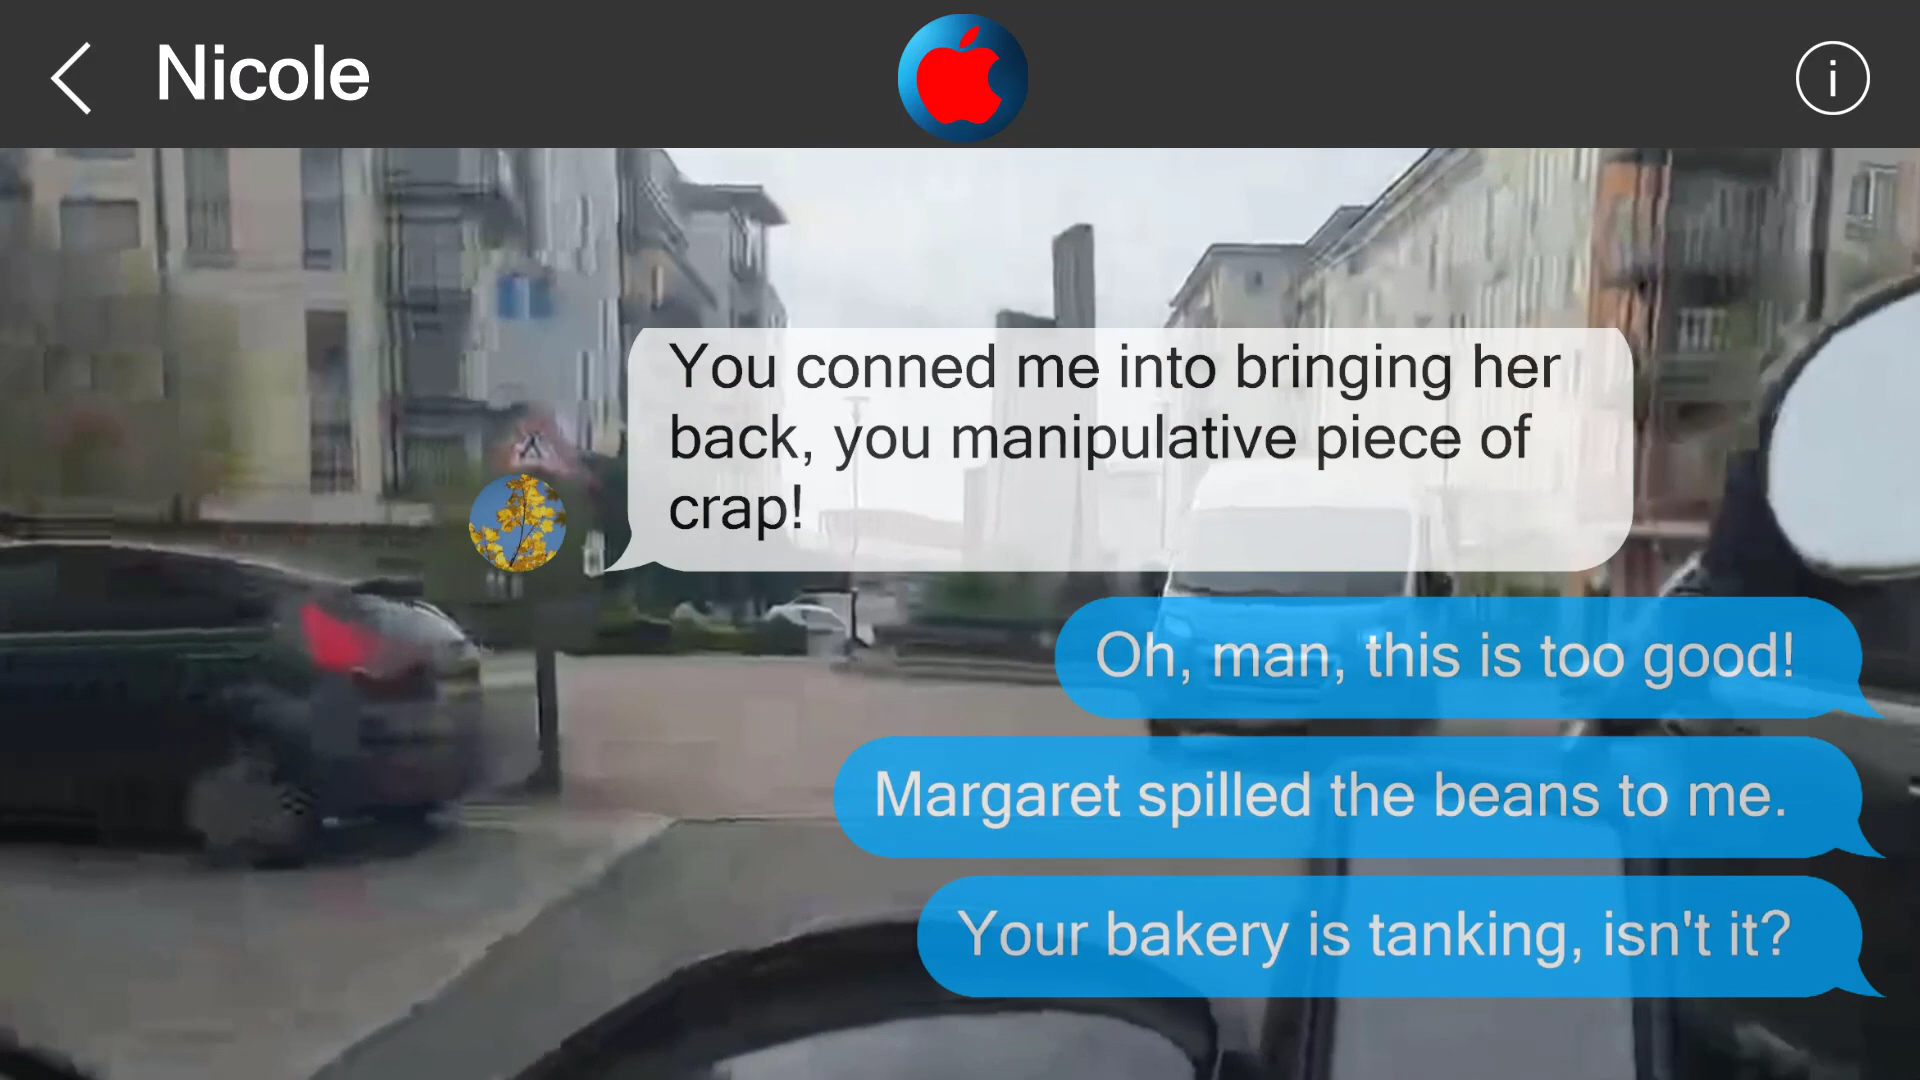 Nicole
i
You conned me into bringing her
back, you manipulative piece of
crap!
Oh, man, this is too good!
Margaret spilled the beans to me.
Your bakery is tanking, isn't it?